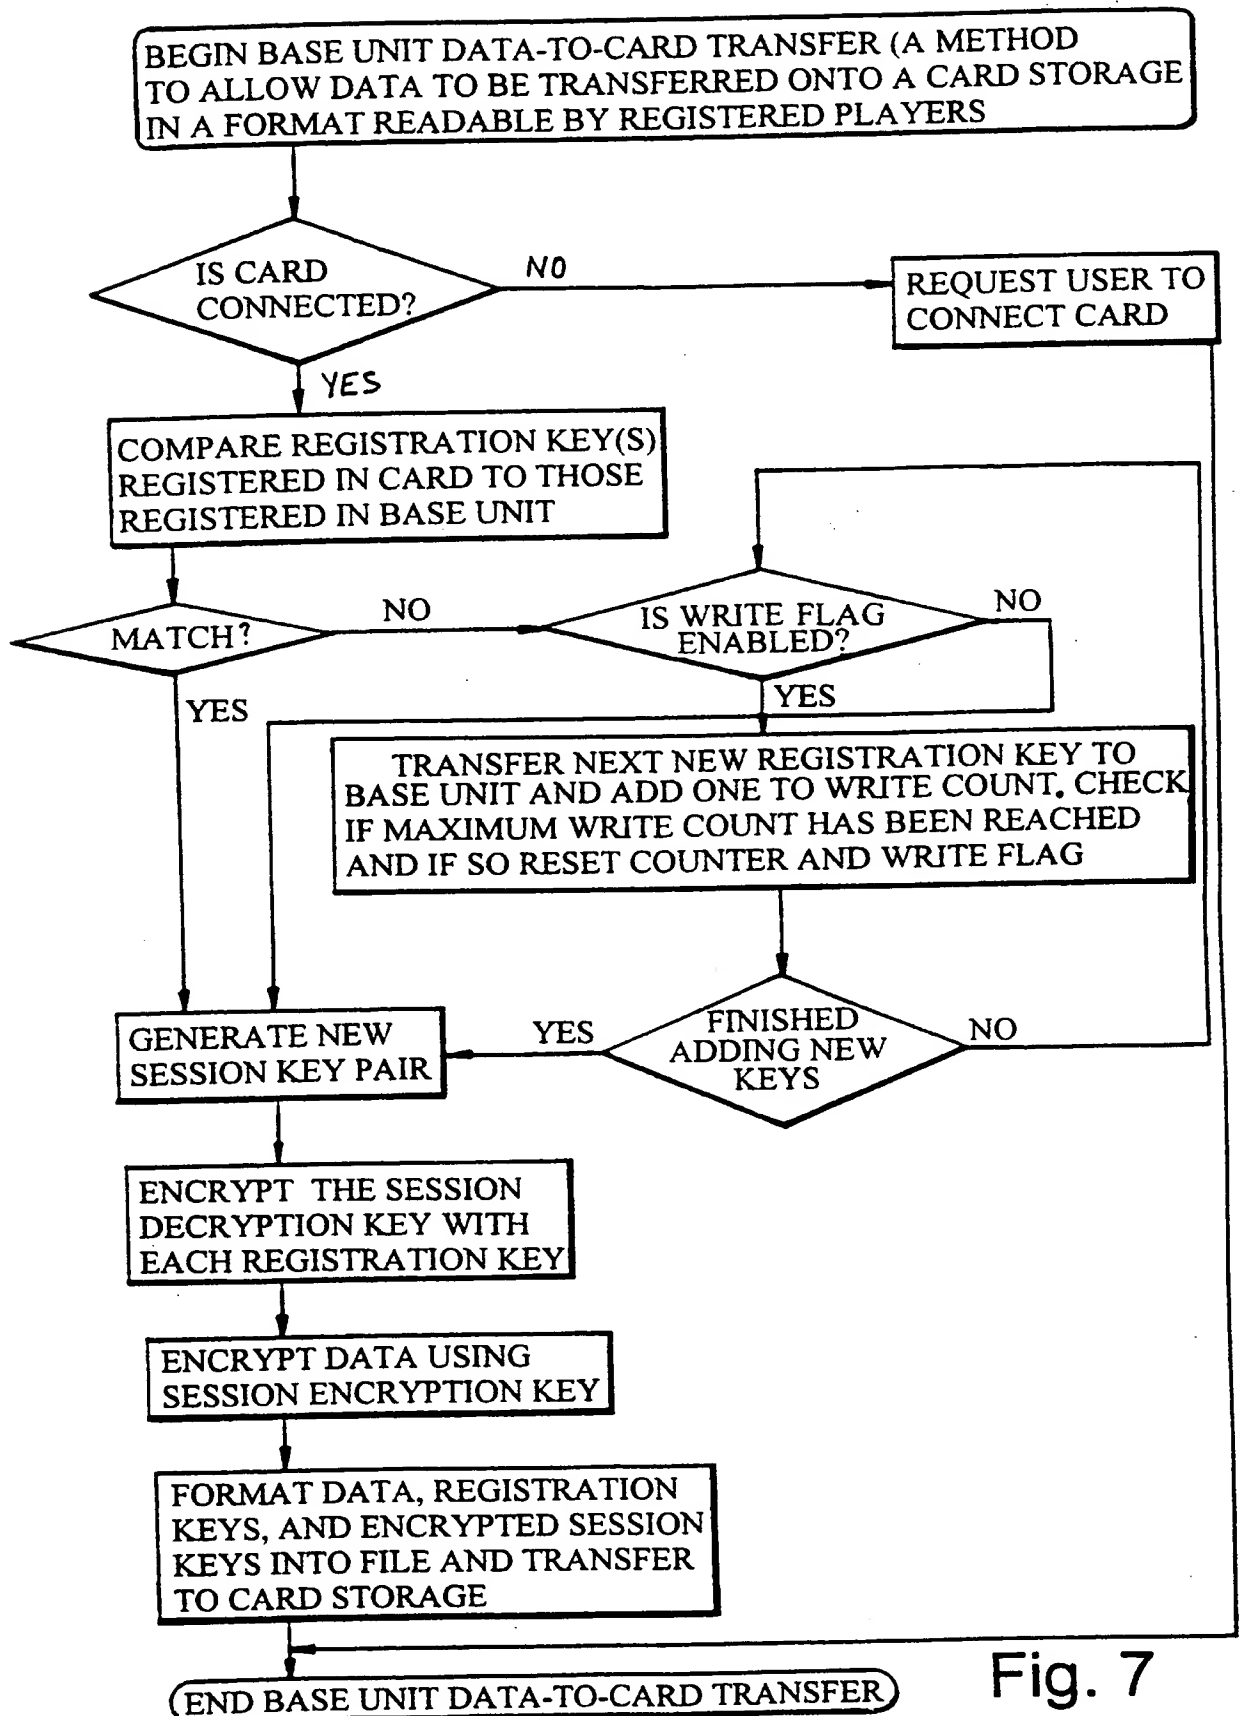 BEGIN BASE UNIT DATA-TO-CARD TRANSFER (A METHOD
TO ALLOW DATA TO BE TRANSFERRED ONTO A CARD STORAGE
IN A FORMAT READABLE BY REGISTERED PLAYERS
IS CARD
CONNECTED?
NO
REQUEST USER TO
CONNECT CARD
YES
COMPARE REGISTRATION KEY(S)
REGISTERED IN CARD TO THOSE
REGISTERED IN BASE UNIT
MATCH?
NO
IS WRITE FLAG
ENABLED?
NO
YES
YES
TRANSFER NEXT NEW REGISTRATION KEY TO
BASE UNIT AND ADD ONE TO WRITE COUNT. CHECK
IF MAXIMUM WRITE COUNT HAS BEEN REACHED
AND IF SO RESET COUNTER AND WRITE FLAG
GENERATE NEW
SESSION KEY PAIR
YES
FINISHED
ADDING NEW
KEYS
NO
ENCRYPT THE SESSION
DECRYPTION KEY WITH
EACH REGISTRATION KEY
ENCRYPT DATA USING
SESSION ENCRYPTION KEY
FORMAT DATA, REGISTRATION
KEYS, AND ENCRYPTED SESSION
KEYS INTO FILE AND TRANSFER
TO CARD STORAGE
END BASE UNIT DATA-TO-CARD TRANSFER
Fig. 7